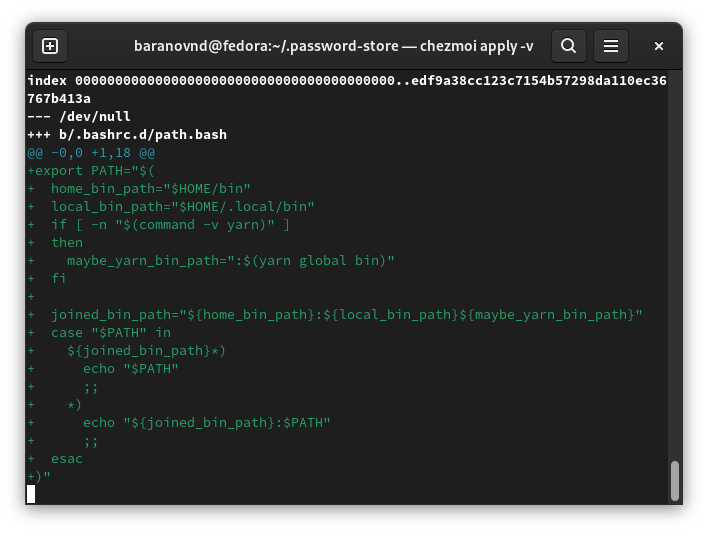 baranovnd@fedora:~/.password-store — chezmoi apply -v
index 0000000000000000000000000000000000000000..edf9a38cc123c7154b57298da110ec36
767b413a
--- /dev/null
+++ b/.bashrc.d/path.bash
@@ -0,0 +1,18 @@
+export PATH="$(
+  home_bin_path="$HOME/bin"
+  local_bin_path="$HOME/.local/bin"
+  if [ -n "$(command -v yarn)" ]
+  then
+    maybe_yarn_bin_path=":$(yarn global bin)"
+  fi
+
+  joined_bin_path="${home_bin_path}:${local_bin_path}${maybe_yarn_bin_path}"
+  case "$PATH" in
+    ${joined_bin_path}*)
+      echo "$PATH"
+      ;;
+    *)
+      echo "${joined_bin_path}:$PATH"
+      ;;
+  esac
+)"